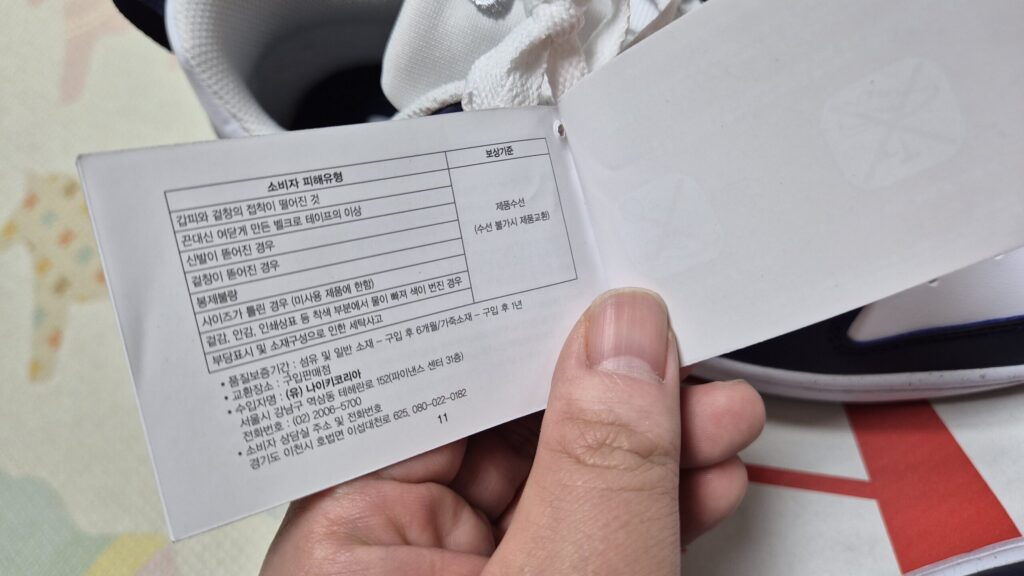 소비자 피해유형
보상기준
갑피와 겉창의 접착이 떨어진 것
끈대신 여닫게 만든 벨크로 테이프의 이상
신발이 뜯어진 경우
겉창이 뜯어진 경우
봉제불량
사이즈가 틀린 경우 (미사용 제품에 한함)
겉감, 안감, 인쇄상표 등 착색 부분에서 물이 빠져 색이 번진 경우
부당표시 및 소재구성으로 인한 세탁사고
제품수선
(수선 불가시 제품교환)
• 품질보증기간 : 섬유 및 일반 소재 – 구입 후 6개월/가죽소재 – 구입 후 1년
• 교환장소 : 구입판매점
• 수입자명 : (유) 나이키코리아
서울시 강남구 역삼동 테헤란로 152(파이낸스 센터 31층)
전화번호 : (02) 2006-5700
• 소비자 상담실 주소 및 전화번호
경기도 이천시 호법면 이섭대천로 625, 080-022-0182
11